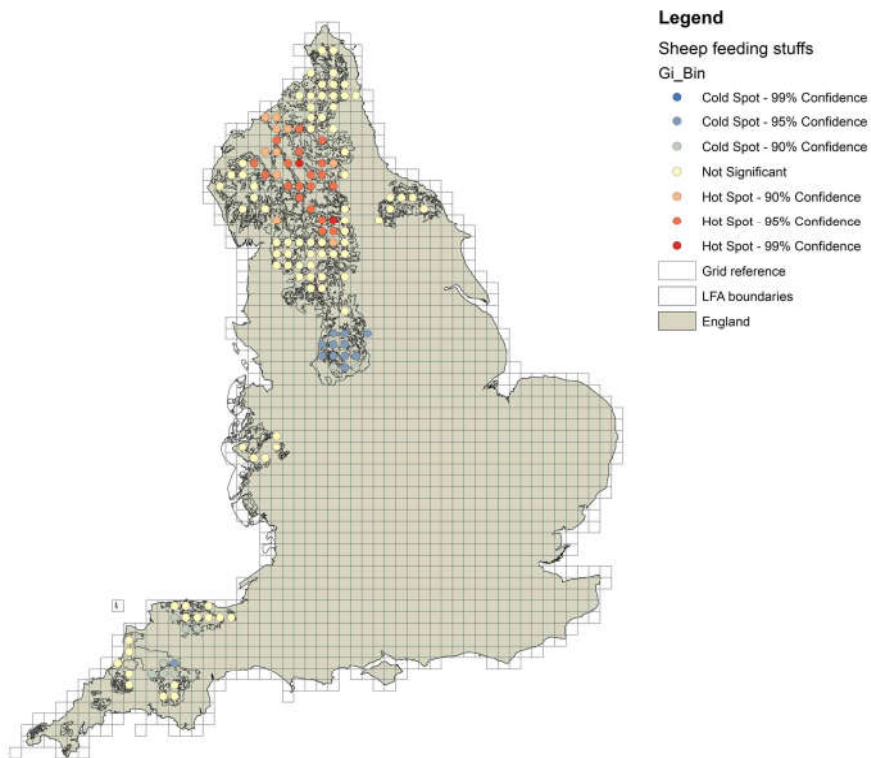 Legend
Sheep feeding stuffs
Gi_Bin
Cold Spot - 99% Confidence
Cold Spot - 95% Confidence
Cold Spot - 90% Confidence
Not Significant
Hot Spot - 90% Confidence
Hot Spot - 95% Confidence
Hot Spot - 99% Confidence
Grid reference
LFA boundaries
England